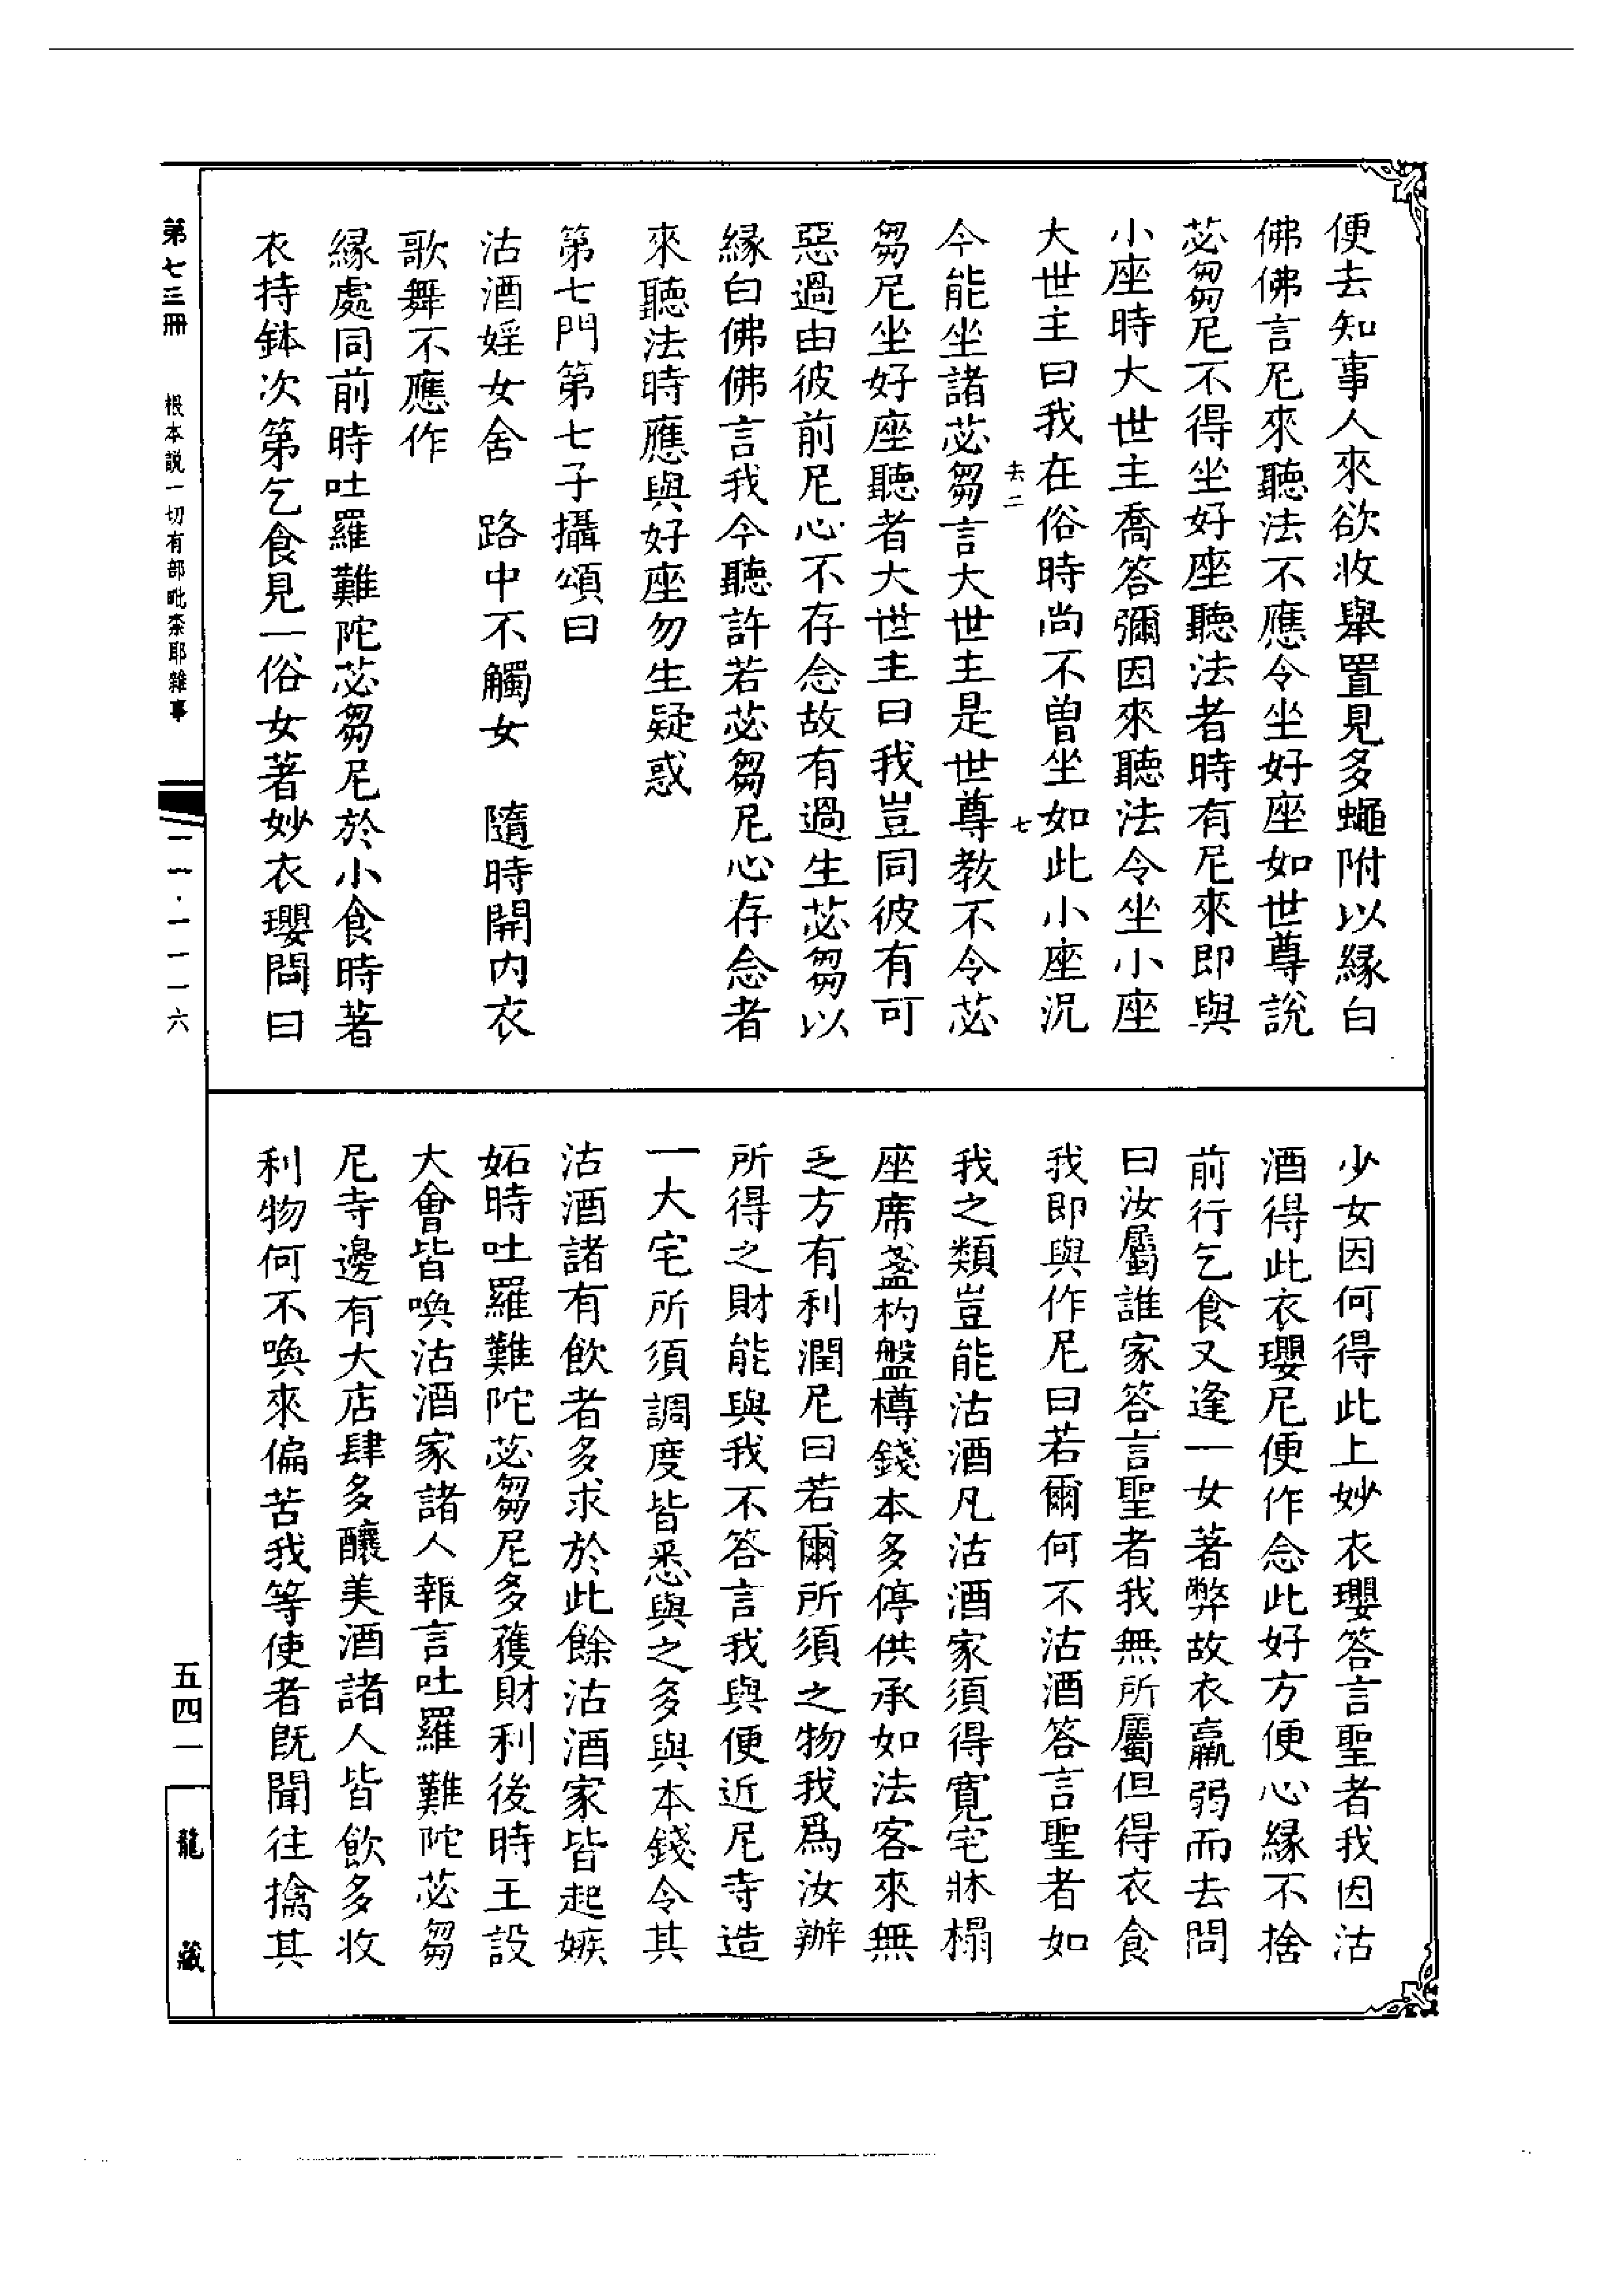 便去知事人來欲收舉置見多蠅附以緣白
佛佛言尼來聽法不應令坐好座如世尊說
苾芻尼不得坐好座聽法者時有尼來即與
小座時大世主喬答彌因來聽法令坐小座
大世主曰我在俗時尚不曾坐如此小座況
去二 七
今能坐諸苾芻言大世主是世尊教不令苾
芻尼坐好座聽者大世主曰我豈同彼有可
惡過由彼前尼心不存念故有過生苾芻以
緣白佛佛言我今聽許若苾芻尼心存念者
來聽法時應與好座勿生疑惑
第七門第七子攝頌曰
沽酒婬女舍 路中不觸女 隨時開內衣
歌舞不應作
緣處同前時吐羅難陀苾芻尼於小食時著
衣持鉢次第乞食見一俗女著妙衣瓔問曰
少女因何得此上妙衣瓔答言聖者我因沽
酒得此衣瓔尼便作念此好方便心緣不捨
前行乞食又逢一女著弊故衣羸弱而去問
曰汝屬誰家答言聖者我無所屬但得衣食
我即與作尼曰若爾何不沽酒答言聖者如
我之類豈能沽酒凡沽酒家須得寬宅牀榻
座席盞杓盤樽錢本多停供承如法客來無
乏方有利潤尼曰若爾所須之物我爲汝辦
所得之財能與我不答言我與便近尼寺造
一大宅所須調度皆悉與之多與本錢令其
沽酒諸有飲者多求於此餘沽酒家皆起嫉
妬時吐羅難陀苾芻尼多獲財利後時王設
大會皆喚沽酒家諸人報言吐羅難陀苾芻
尼寺邊有大店肆多釀美酒諸人皆飲多收
利物何不喚來偏苦我等使者既聞往擒其
第七三冊 根本說一切有部毗柰耶雜事
一一一·一一一六
五四一
龍藏